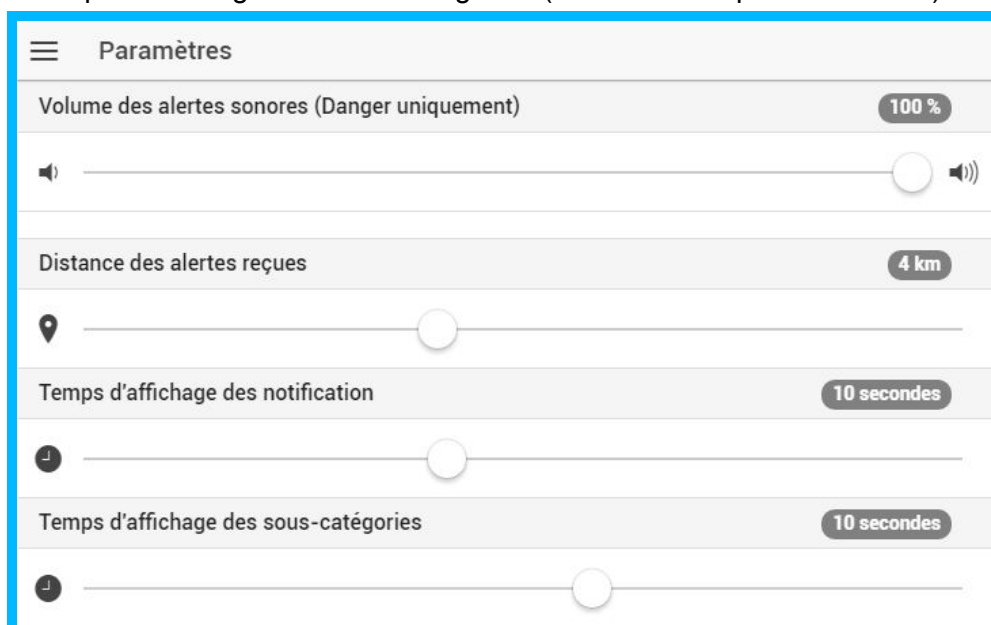 Paramètres
Volume des alertes sonores (Danger uniquement) 100 %
Distance des alertes reçues 4 km
Temps d'affichage des notification 10 secondes
Temps d'affichage des sous-catégories 10 secondes